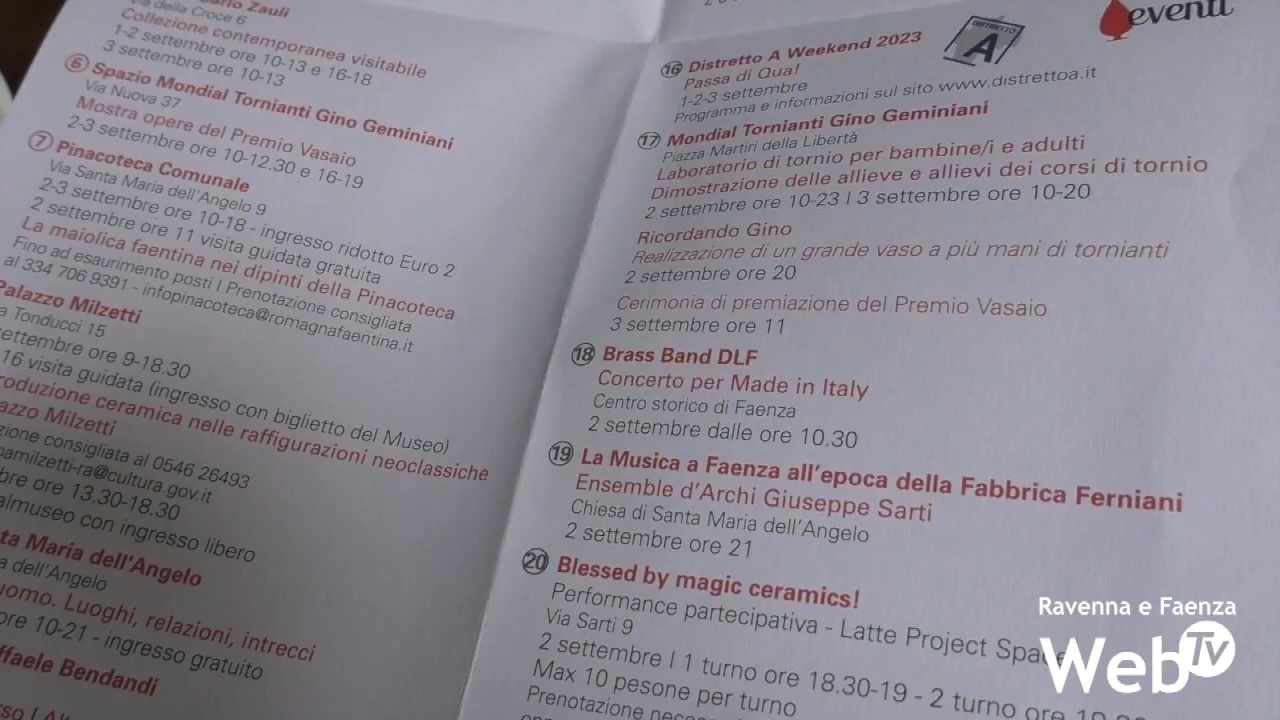 arlo Zauli
Via della Croce 6
Collezione contemporanea visitabile
1-2 settembre ore 10-13 e 16-18
3 settembre ore 10-13
6 Spazio Mondial Tornianti Gino Geminiani
Via Nuova 37
Mostra opere del Premio Vasaio
2-3 settembre ore 10-12.30 e 16-19
7 Pinacoteca Comunale
Via Santa Maria dell'Angelo 9
2-3 settembre ore 10-18 - ingresso ridotto Euro 2
2 settembre ore 11 visita guidata gratuita
La maiolica faentina nei dipinti della Pinacoteca
Fino ad esaurimento posti I Prenotazione consigliata
al 334 706 9391 - infopinacoteca@romagnafaentina.it
Palazzo Milzetti
a Tonducci 15
ettembre ore 9-18.30
16 visita guidata (ingresso con biglietto del Museo)
roduzione ceramica nelle raffigurazioni neoclassiche
azzo Milzetti
zione consigliata al 0546 26493
amilzetti-ra@cultura.gov.it
bre ore 13.30-18.30
almuseo con ingresso libero
ta Maria dell'Angelo
a dell'Angelo
uomo. Luoghi, relazioni, intrecci
ore 10-21 - ingresso gratuito
ffaele Bendandi
eventi
16 Distretto A Weekend 2023
DISTRETTO
A
Passa di Qua!
1-2-3 settembre
Programma e informazioni sul sito www.distrettoa.it
17 Mondial Tornianti Gino Geminiani
Piazza Martiri della Libertà
Laboratorio di tornio per bambine/i e adulti
Dimostrazione delle allieve e allievi dei corsi di tornio
2 settembre ore 10-23 I 3 settembre ore 10-20
Ricordando Gino
Realizzazione di un grande vaso a più mani di tornianti
2 settembre ore 20
Cerimonia di premiazione del Premio Vasaio
3 settembre ore 11
18 Brass Band DLF
Concerto per Made in Italy
Centro storico di Faenza
2 settembre dalle ore 10.30
19 La Musica a Faenza all'epoca della Fabbrica Ferniani
Ensemble d'Archi Giuseppe Sarti
Chiesa di Santa Maria dell'Angelo
2 settembre ore 21
20 Blessed by magic ceramics!
Performance partecipativa - Latte Project Space
Via Sarti 9
2 settembre I 1 turno ore 18.30-19 - 2 turno ore
Max 10 pesone per turno
Prenotazione
Ravenna e Faenza
Web Tv